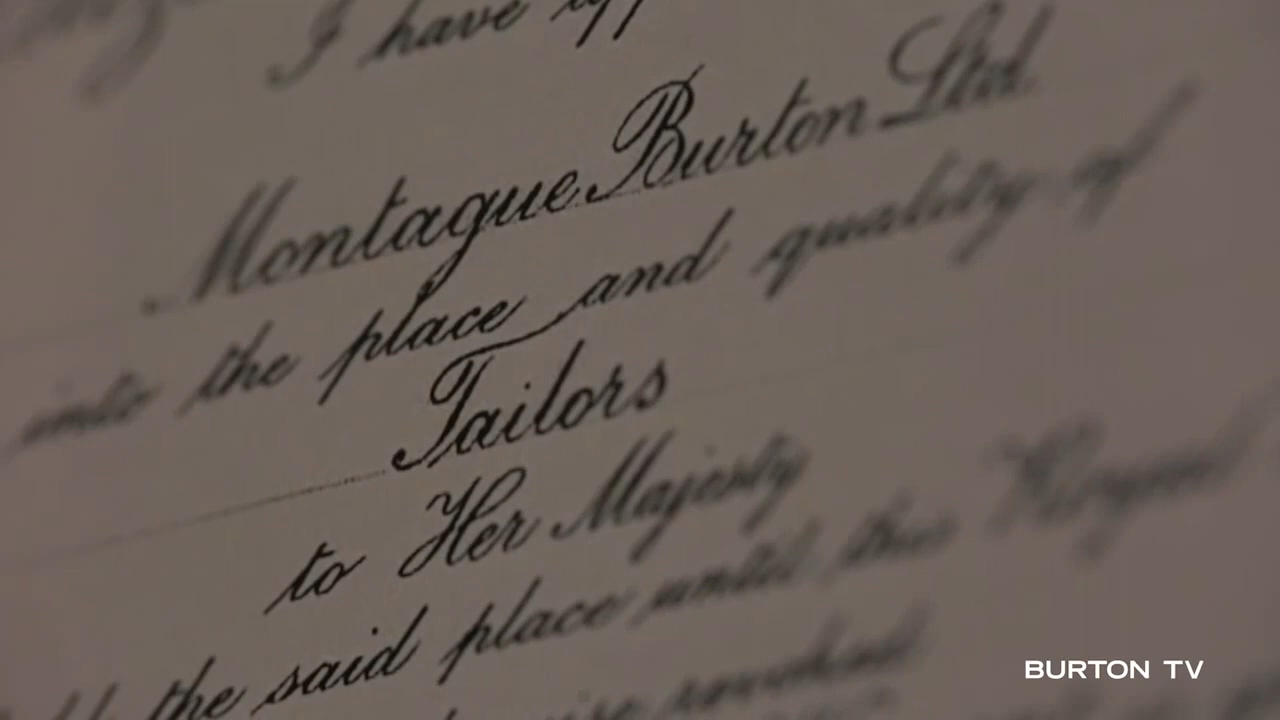 I have
Montague Burton Ltd.
into the place and quality of
Tailors
to Her Majesty
the said place until this Royal
BURTON TV